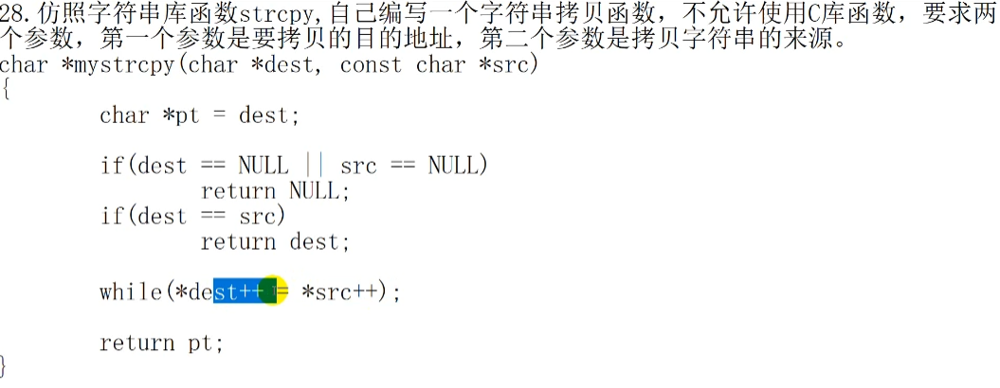 28.仿照字符串库函数strcpy,自己编写一个字符串拷贝函数，不允许使用C库函数，要求两
个参数，第一个参数是要拷贝的目的地址，第二个参数是拷贝字符串的来源。
char *mystrcpy(char *dest, const char *src)
{
        char *pt = dest;
        if(dest == NULL || src == NULL)
                return NULL;
        if(dest == src)
                return dest;
        while(*dest++ = *src++);
        return pt;
}